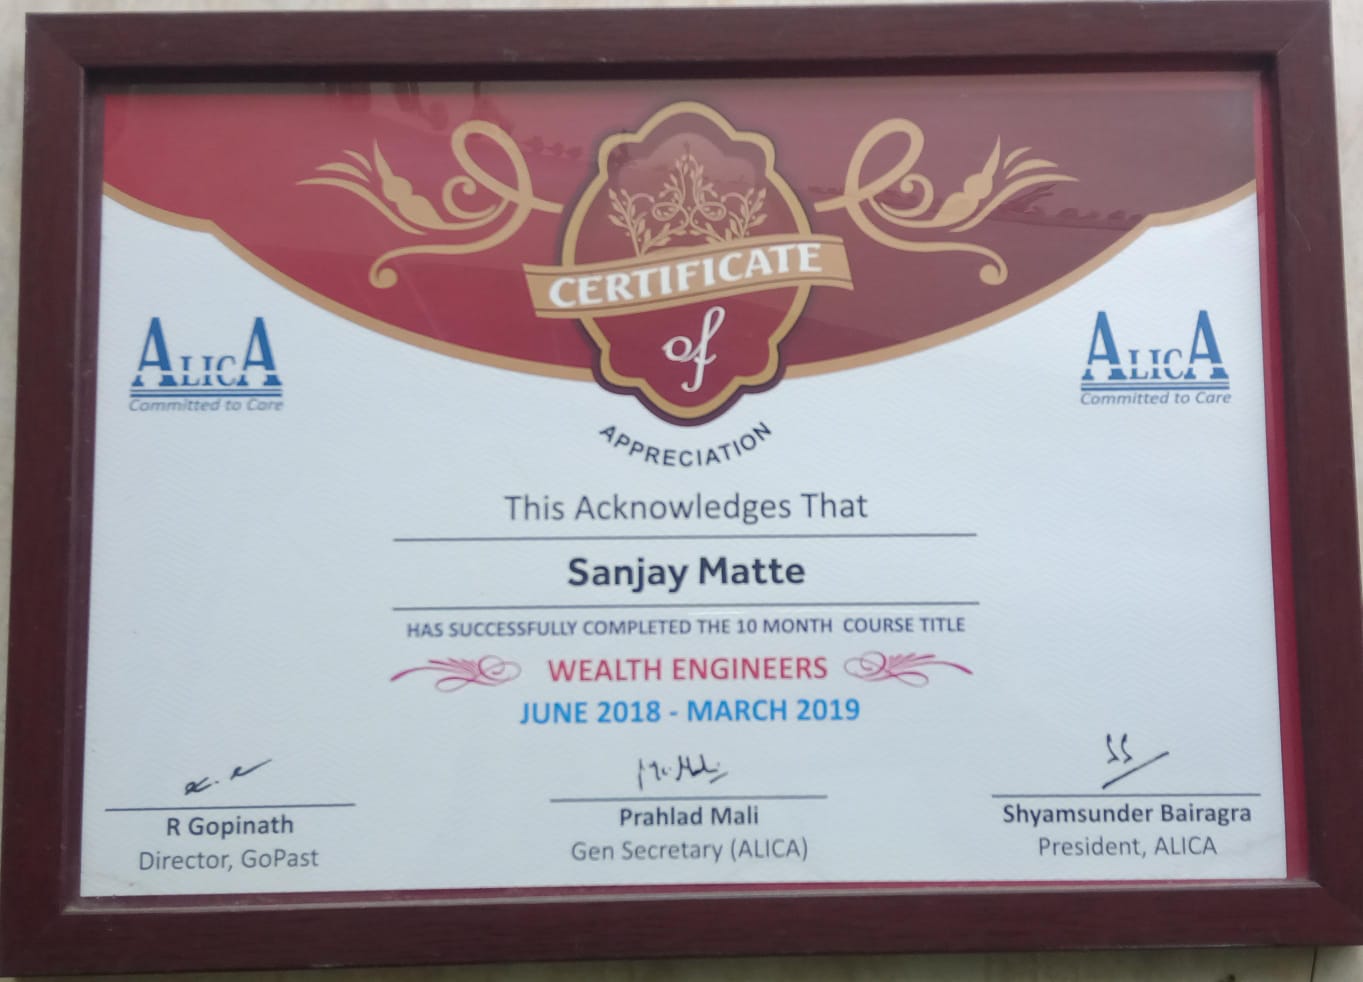 CERTIFICATE
of
APPRECIATION
ALICA
Committed to Care
ALICA
Committed to Care
This Acknowledges That
Sanjay Matte
HAS SUCCESSFULLY COMPLETED THE 10 MONTH COURSE TITLE
WEALTH ENGINEERS
JUNE 2018 - MARCH 2019
R Gopinath
Director, GoPast
Prahlad Mali
Gen Secretary (ALICA)
Shyamsunder Bairagra
President, ALICA